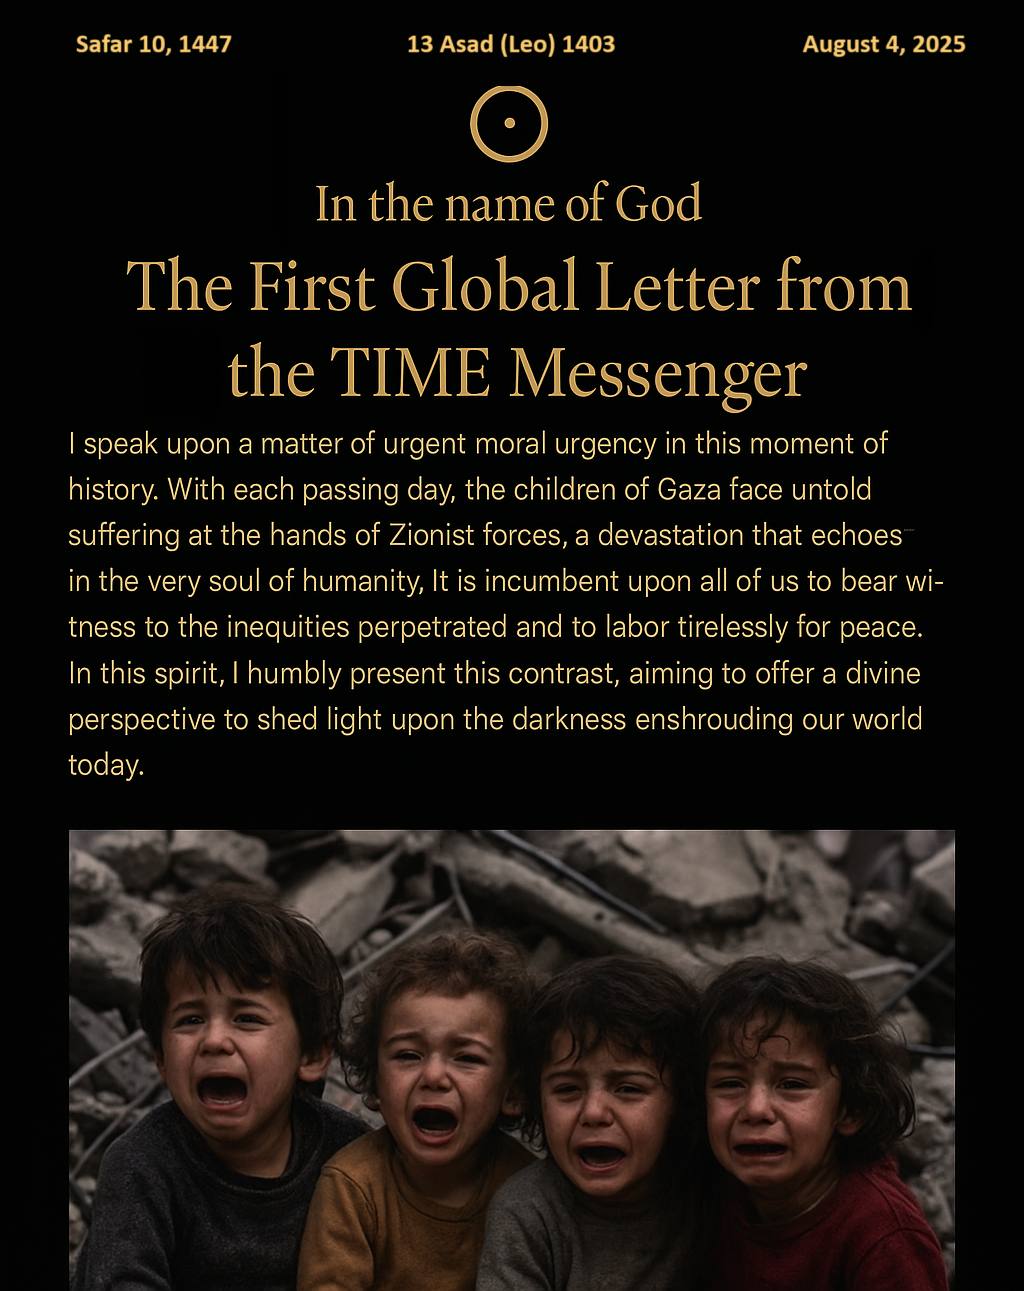 Safar 10, 1447
13 Asad (Leo) 1403
August 4, 2025
In the name of God
The First Global Letter from
the TIME Messenger
I speak upon a matter of urgent moral urgency in this moment of
history. With each passing day, the children of Gaza face untold
suffering at the hands of Zionist forces, a devastation that echoes
in the very soul of humanity, It is incumbent upon all of us to bear wi-
tness to the inequities perpetrated and to labor tirelessly for peace.
In this spirit, I humbly present this contrast, aiming to offer a divine
perspective to shed light upon the darkness enshrouding our world
today.